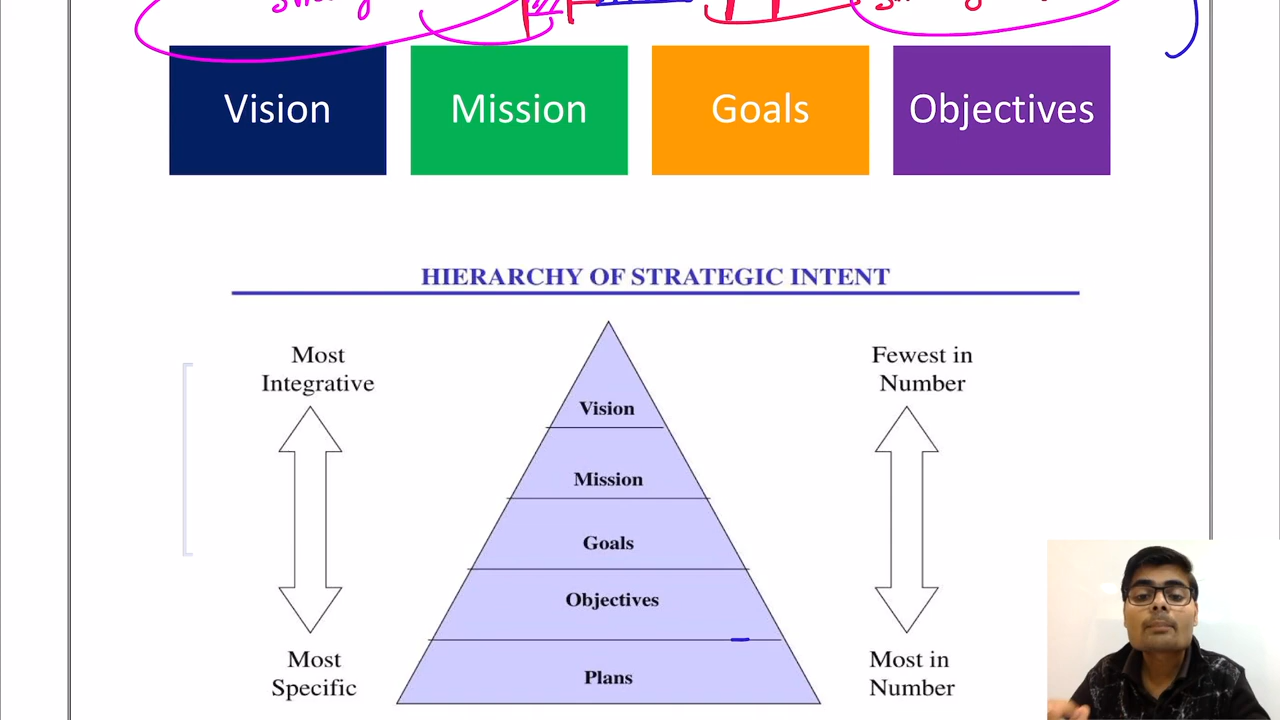 Vision
Mission
Goals
Objectives
HIERARCHY OF STRATEGIC INTENT
Most
Integrative
Fewest in
Number
Vision
Mission
Goals
Objectives
Plans
Most
Specific
Most in
Number